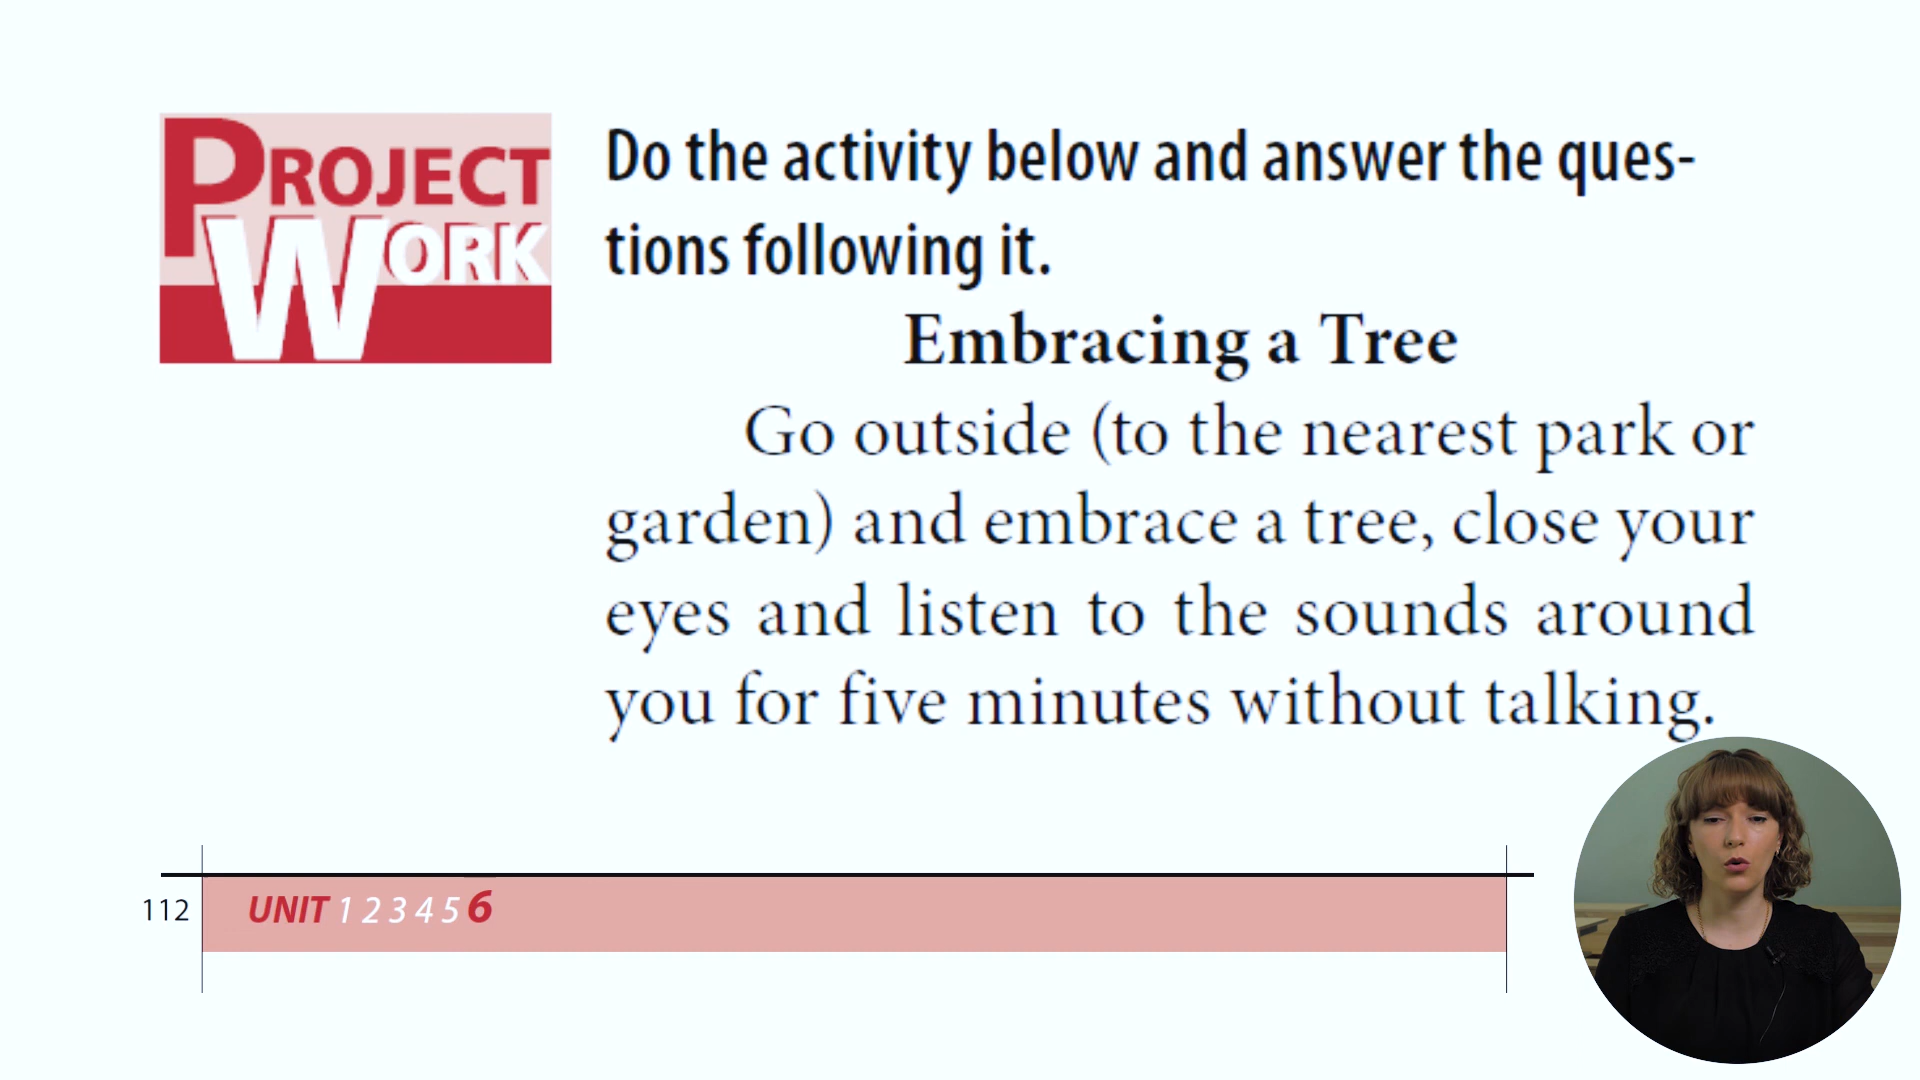 PROJECT
WORK
Do the activity below and answer the ques-
tions following it.
Embracing a Tree
Go outside (to the nearest park or
garden) and embrace a tree, close your
eyes and listen to the sounds around
you for five minutes without talking.
112 UNIT 1 2 3 4 5 6